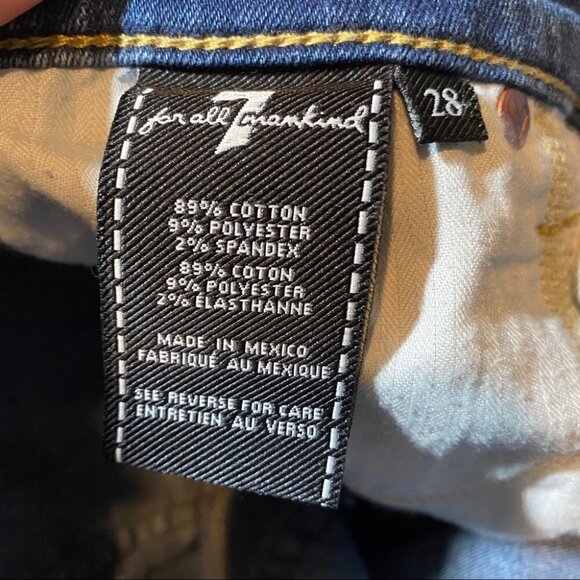 for all 7 mankind
28
89% COTTON
9% POLYESTER
2% SPANDEX
89% COTON
9% POLYESTER
2% ÉLASTHANNE
MADE IN MEXICO
FABRIQUÉ AU MEXIQUE
SEE REVERSE FOR CARE
ENTRETIEN AU VERSO